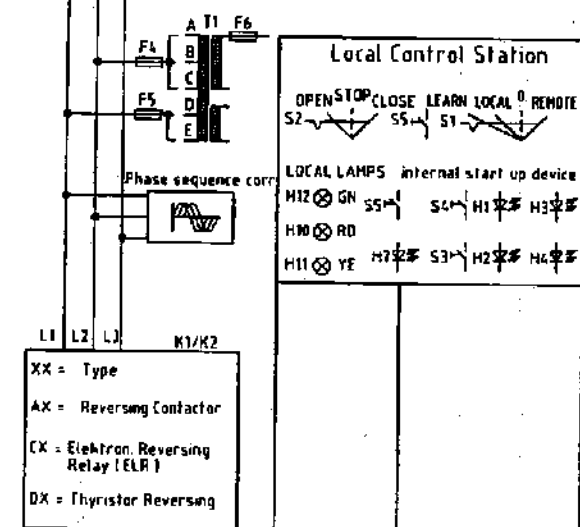 A T1 F6
F4 B
C
F5 D
E
Phase sequence corr
L1 L2 L3 K1/K2
XX = Type
AX = Reversing Contactor
CX = Elektron. Reversing
Relay (ELR)
DX = Thyristor Reversing
Local Control Station
OPEN STOP CLOSE LEARN LOCAL 0 REMOTE
S2 S5 S1
LOCAL LAMPS internal start up device
H12 GN S5 S4 H1 H3
H10 RD
H11 YE H7 S3 H2 H4